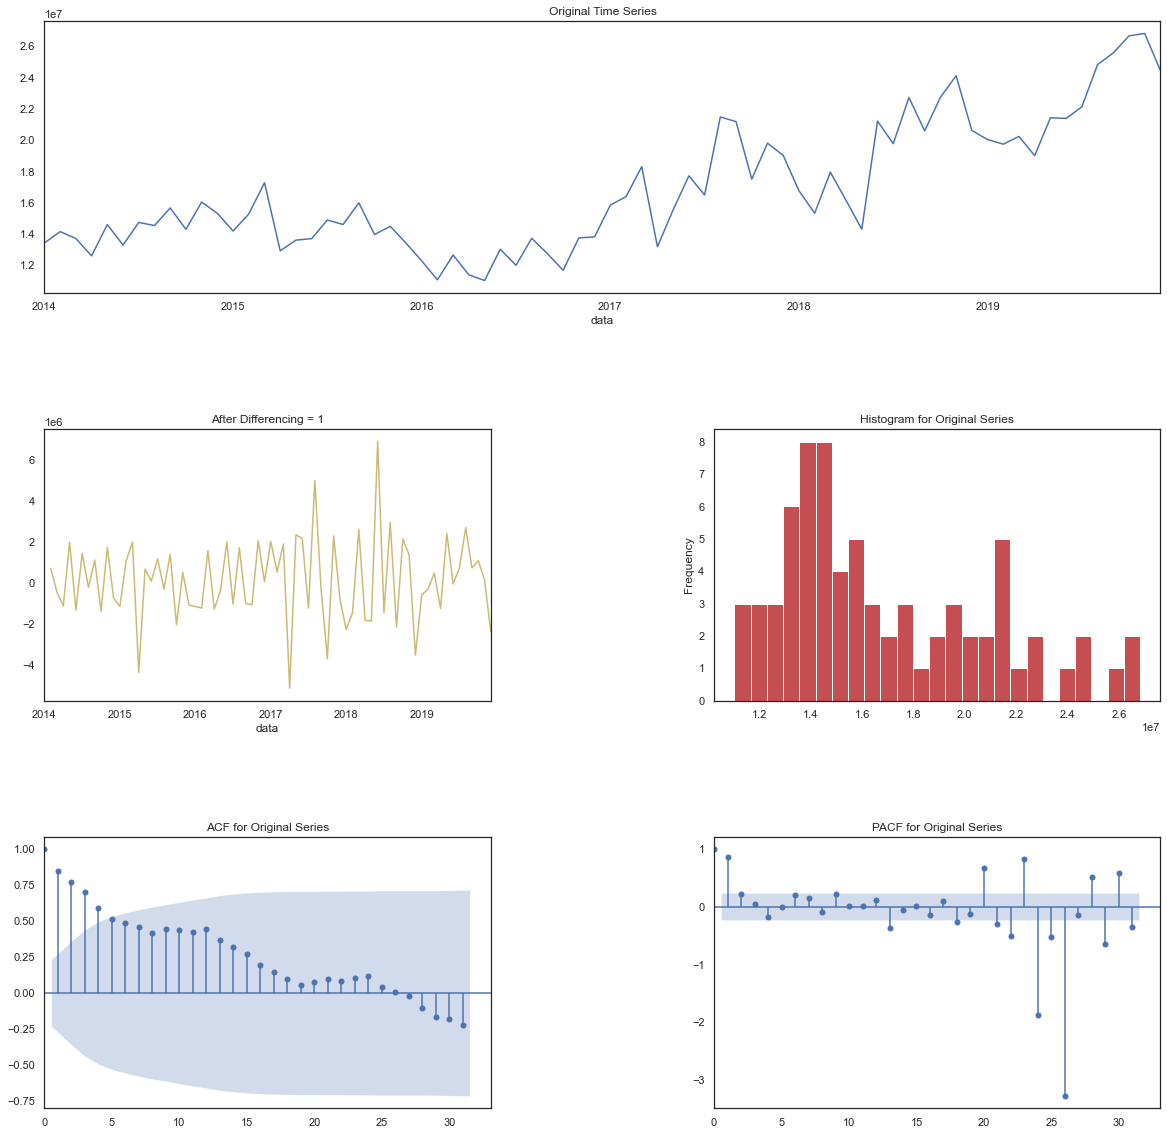 Original Time Series
1e7
2.6
2.4
2.2
2.0
1.8
1.6
1.4
1.2
2014 2015 2016 2017 2018 2019
data
After Differencing = 1
1e6
6
4
2
0
−2
−4
2014 2015 2016 2017 2018 2019
data
Histogram for Original Series
Frequency
8
7
6
5
4
3
2
1
0
1.2 1.4 1.6 1.8 2.0 2.2 2.4 2.6
1e7
ACF for Original Series
1.00
0.75
0.50
0.25
0.00
−0.25
−0.50
−0.75
0 5 10 15 20 25 30
PACF for Original Series
1
0
−1
−2
−3
0 5 10 15 20 25 30